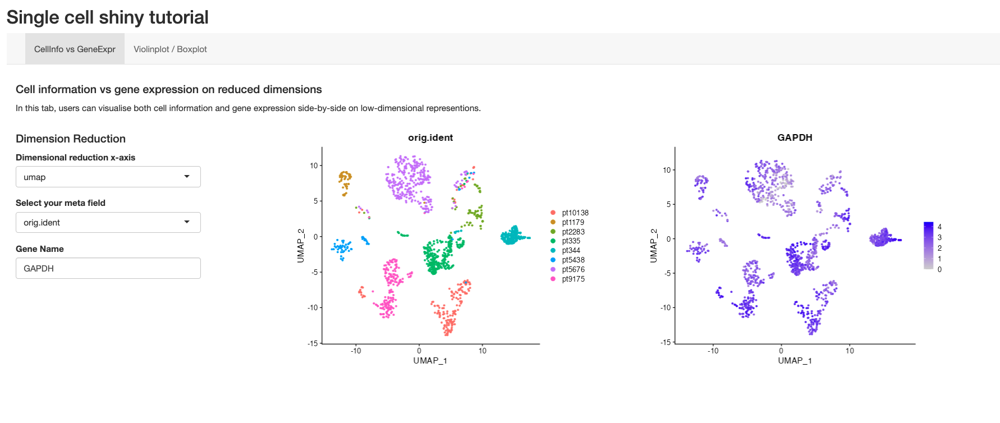 Single cell shiny tutorial
CellInfo vs GeneExpr
Violinplot / Boxplot
Cell information vs gene expression on reduced dimensions
In this tab, users can visualise both cell information and gene expression side-by-side on low-dimensional represention​s.
Dimension Reduction
Dimensional reduction x-axis
umap
Select your meta field
orig.ident
Gene Name
GAPDH
orig.ident
10
5
0
-5
-10
-15
UMAP_2
-10
0
10
UMAP_1
pt10138
pt1179
pt2283
pt335
pt344
pt5438
pt5676
pt9175
GAPDH
10
5
0
-5
-10
-15
UMAP_2
-10
0
10
UMAP_1
4
3
2
1
0